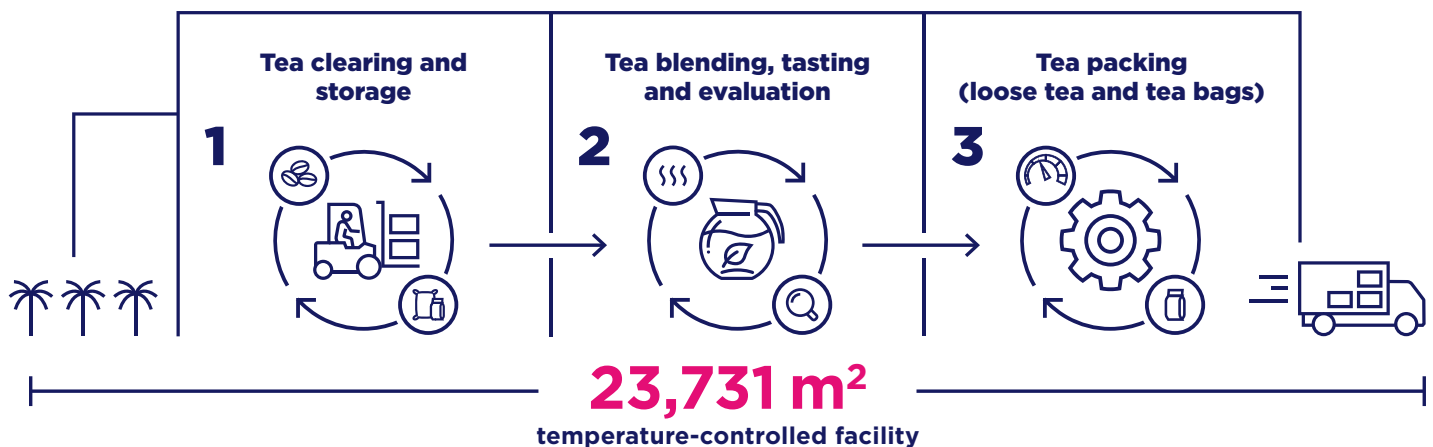 Tea clearing and
storage
1
Tea blending, tasting
and evaluation
2
Tea packing
(loose tea and tea bags)
3
23,731 m²
temperature-controlled facility